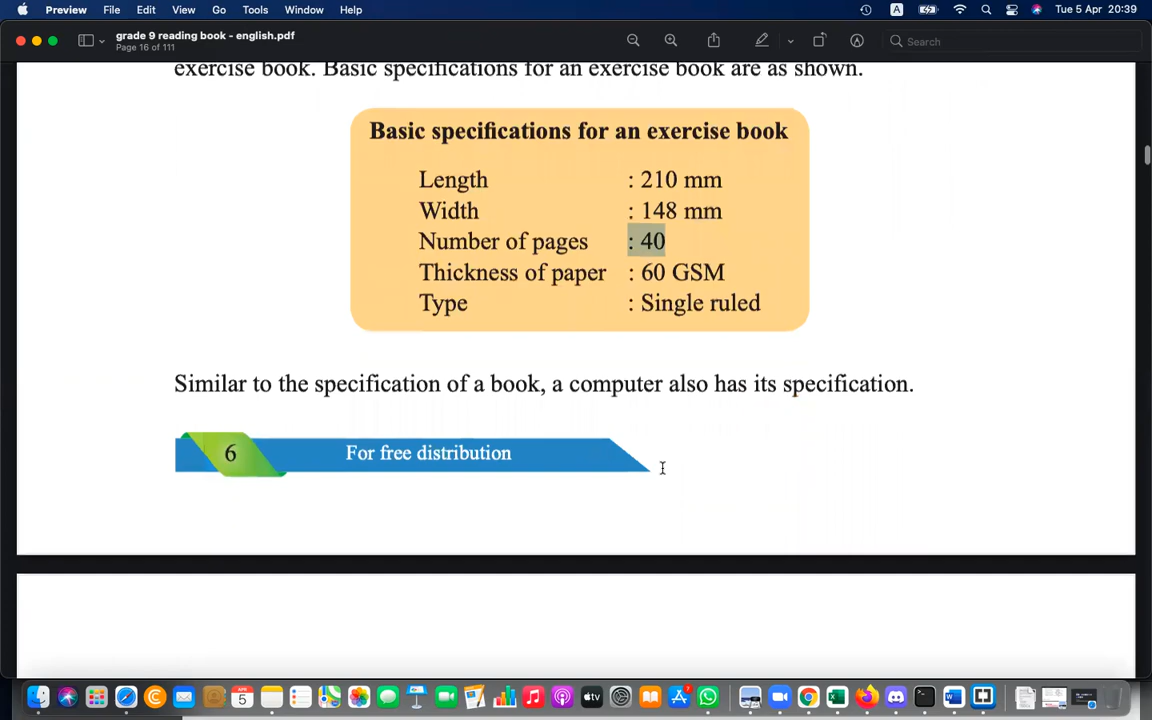 Preview File Edit View Go Tools Window Help A Tue 5 Apr 20:39
grade 9 reading book - english.pdf
Page 16 of 111
Search
exercise book. Basic specifications for an exercise book are as shown.
Basic specifications for an exercise book
Length : 210 mm
Width : 148 mm
Number of pages : 40
Thickness of paper : 60 GSM
Type : Single ruled
Similar to the specification of a book, a computer also has its specification.
6 For free distribution